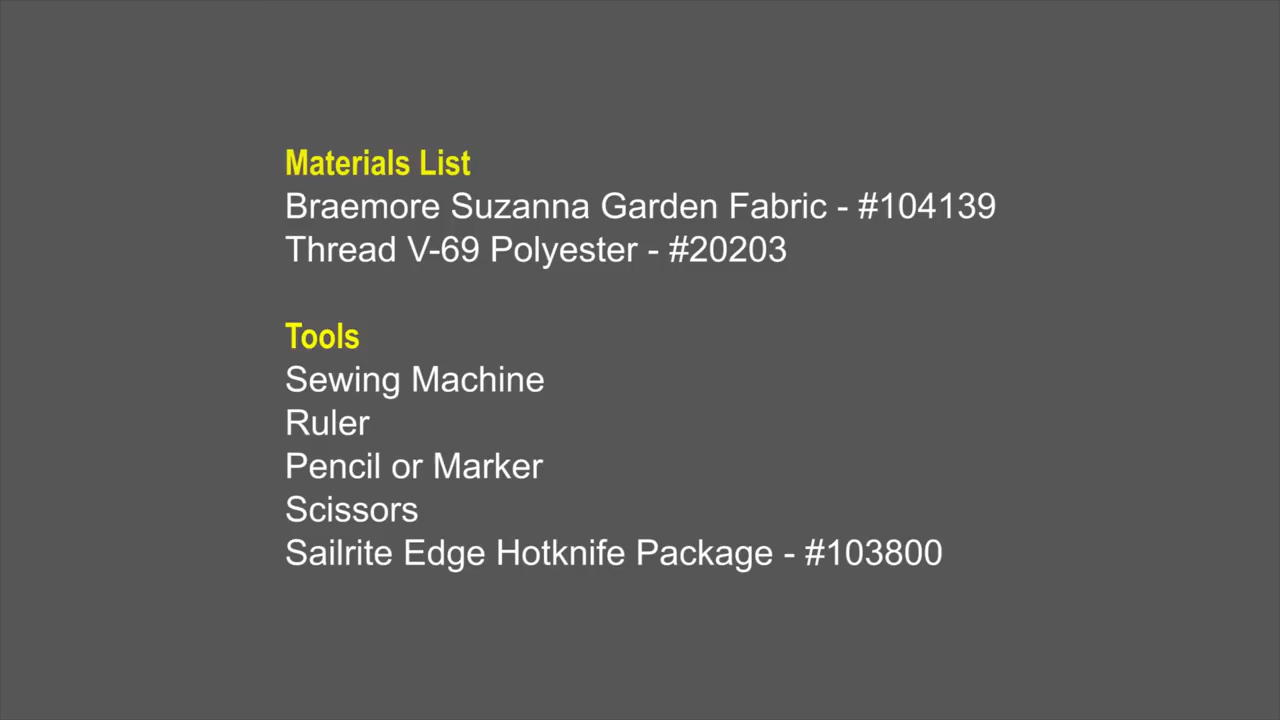 Materials List
Braemore Suzanna Garden Fabric - #104139
Thread V-69 Polyester - #20203
Tools
Sewing Machine
Ruler
Pencil or Marker
Scissors
Sailrite Edge Hotknife Package - #103800